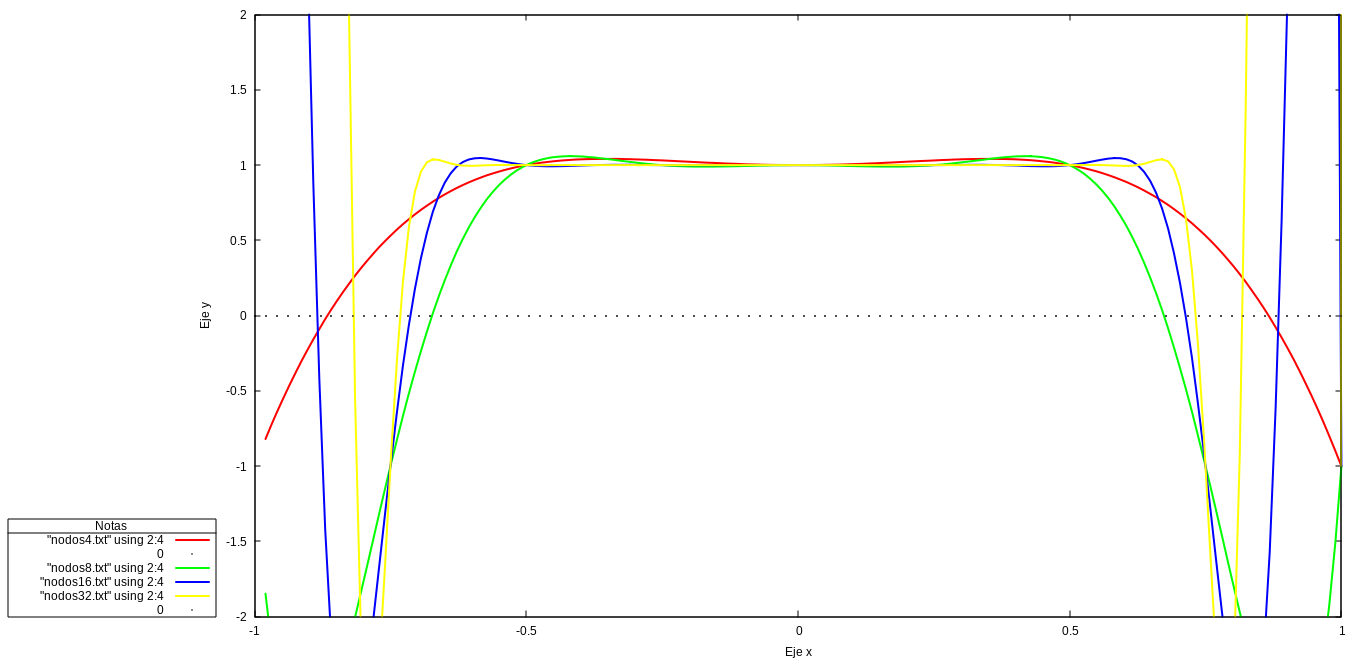 2
1.5
1
0.5
0
-0.5
-1
-1.5
-2
-1
-0.5
0
0.5
1
Eje y
Eje x
Notas
"nodos4.txt" using 2:4
0
"nodos8.txt" using 2:4
"nodos16.txt" using 2:4
"nodos32.txt" using 2:4
0